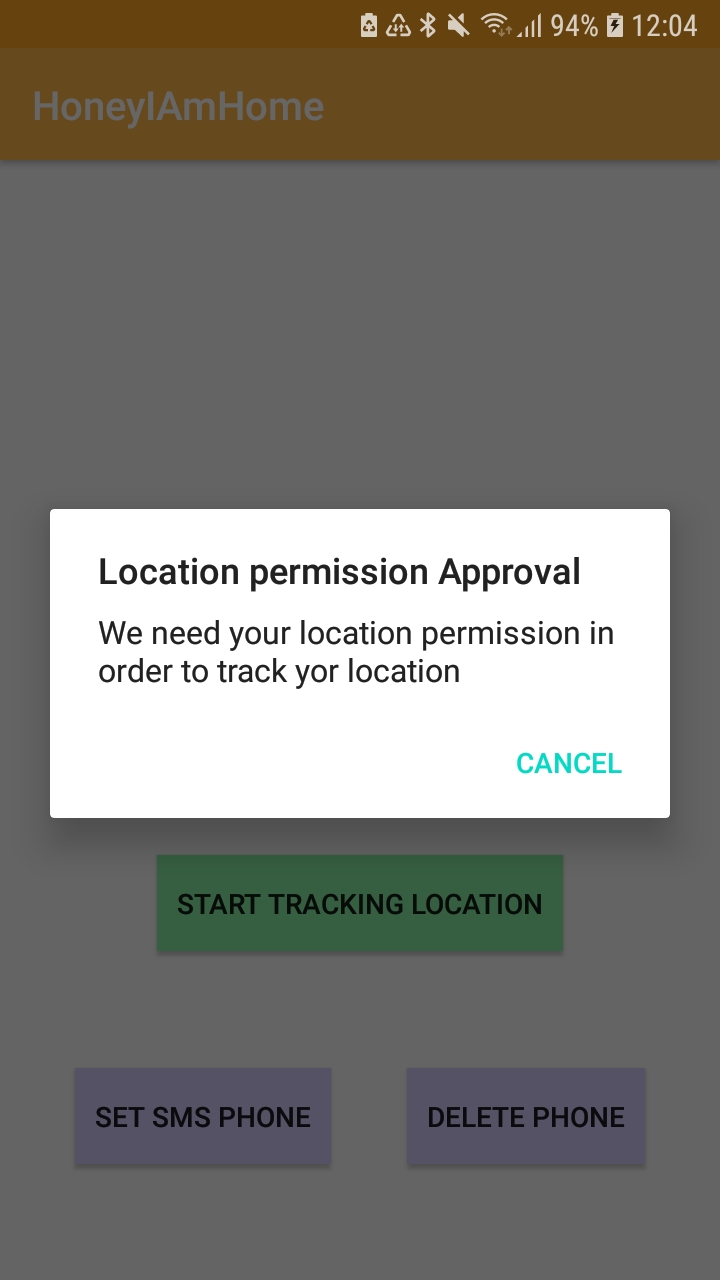 94% 12:04
HoneyIAmHome
Location permission Approval
We need your location permission in
order to track yor location
CANCEL
START TRACKING LOCATION
SET SMS PHONE DELETE PHONE